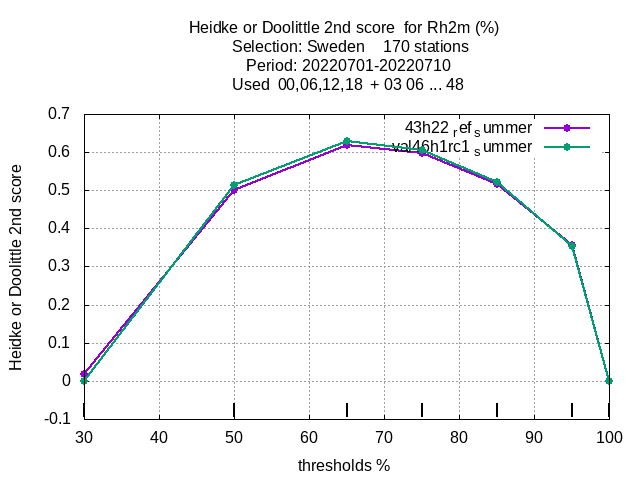 Heidke or Doolittle 2nd score for Rh2m (%)
Selection: Sweden 170 stations
Period: 20220701-20220710
Used 00,06,12,18 + 03 06 ... 48
43h22 ref summer
val46h1rc1 summer
Heidke or Doolittle 2nd score
0.7
0.6
0.5
0.4
0.3
0.2
0.1
0
-0.1
30 40 50 60 70 80 90 100
thresholds %